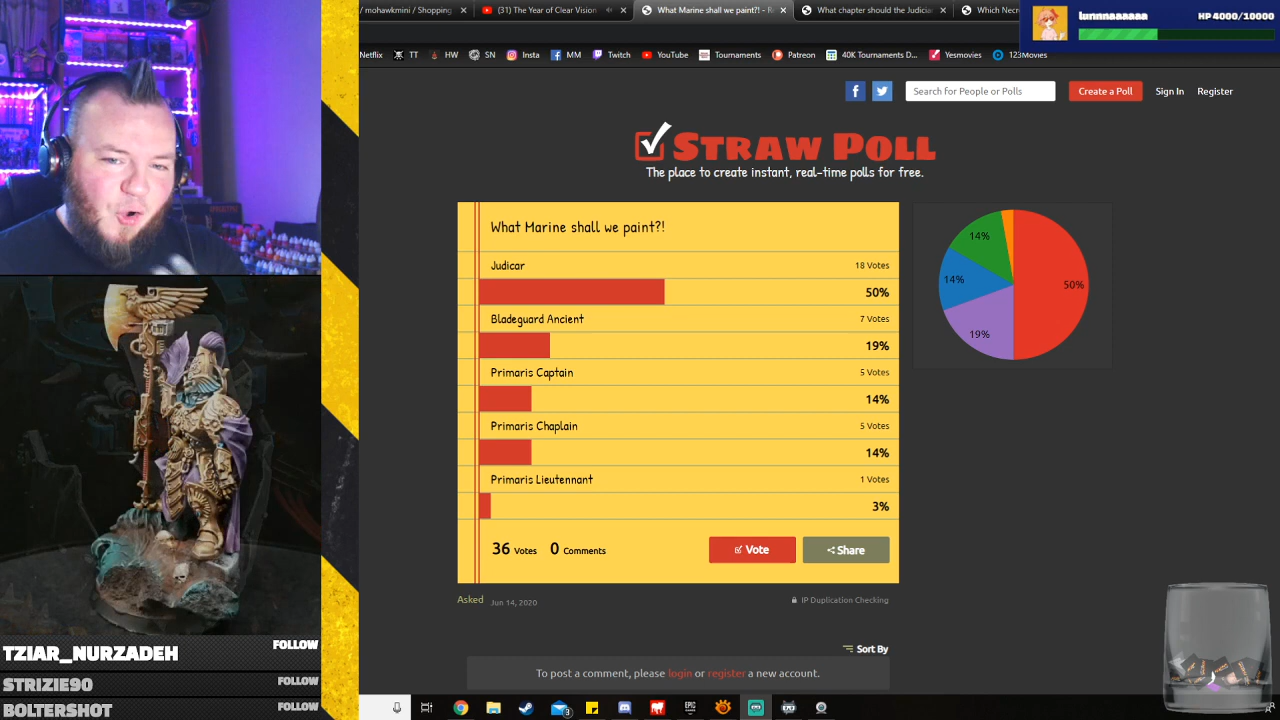 / mohawkmini / Shopping
(31) The Year of Clear Vision
What Marine shall we paint?! - R
What chapter should the Judicia
Which Necr
lunnnaaaaaa
HP 4000/10000
Netflix
TT
HW
SN
Insta
MM
Twitch
YouTube
Tournaments
Patreon
40K Tournaments D...
Yesmovies
123Movies
Search for People or Polls
Create a Poll
Sign In
Register
STRAW POLL
The place to create instant, real-time polls for free.
What Marine shall we paint?!
Judicar
18 Votes
50%
Bladeguard Ancient
7 Votes
19%
Primaris Captain
5 Votes
14%
Primaris Chaplain
5 Votes
14%
Primaris Lieutennant
1 Votes
3%
36 Votes
0 Comments
Vote
Share
Asked
Jun 14, 2020
IP Duplication Checking
14%
14%
19%
50%
Sort By
To post a comment, please login or register a new account.
TZIAR_NURZADEH
FOLLOW
STRIZIE90
FOLLOW
BOLTERSHOT
FOLLOW
EPIC
3